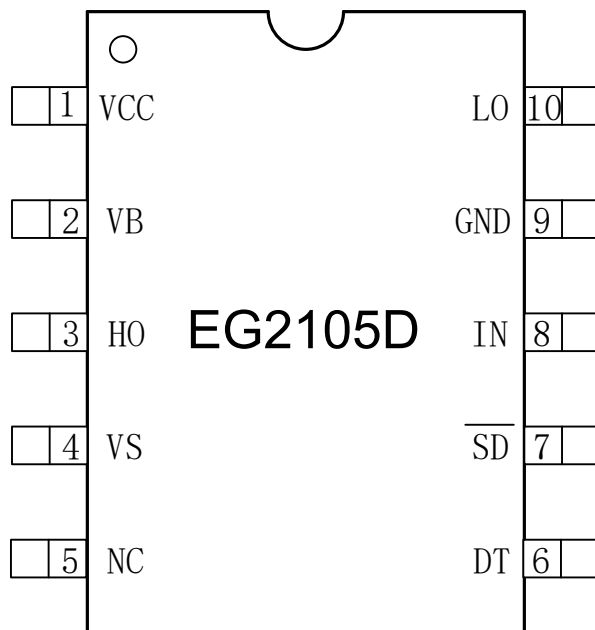 1 VCC LO 10
2 VB GND 9
3 HO EG2105D IN 8
4 VS S̅D̅ 7
5 NC DT 6